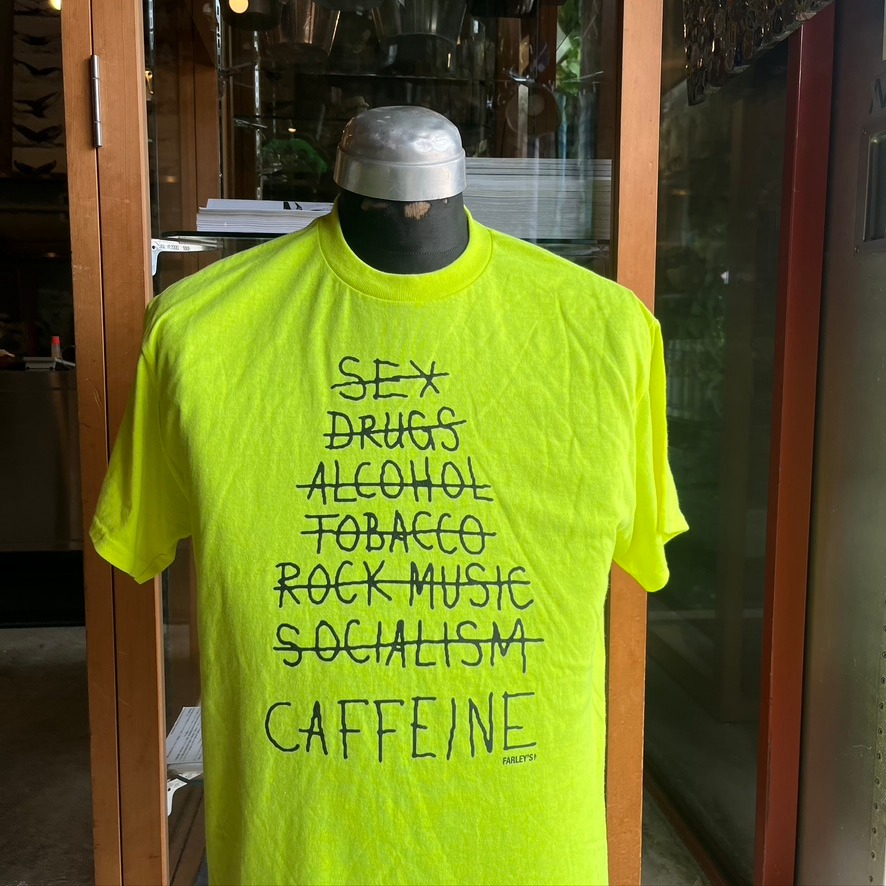 SEX
DRUGS
ALCOHOL
TOBACCO
ROCK MUSIC
SOCIALISM
CAFFEINE
FARLEY'S